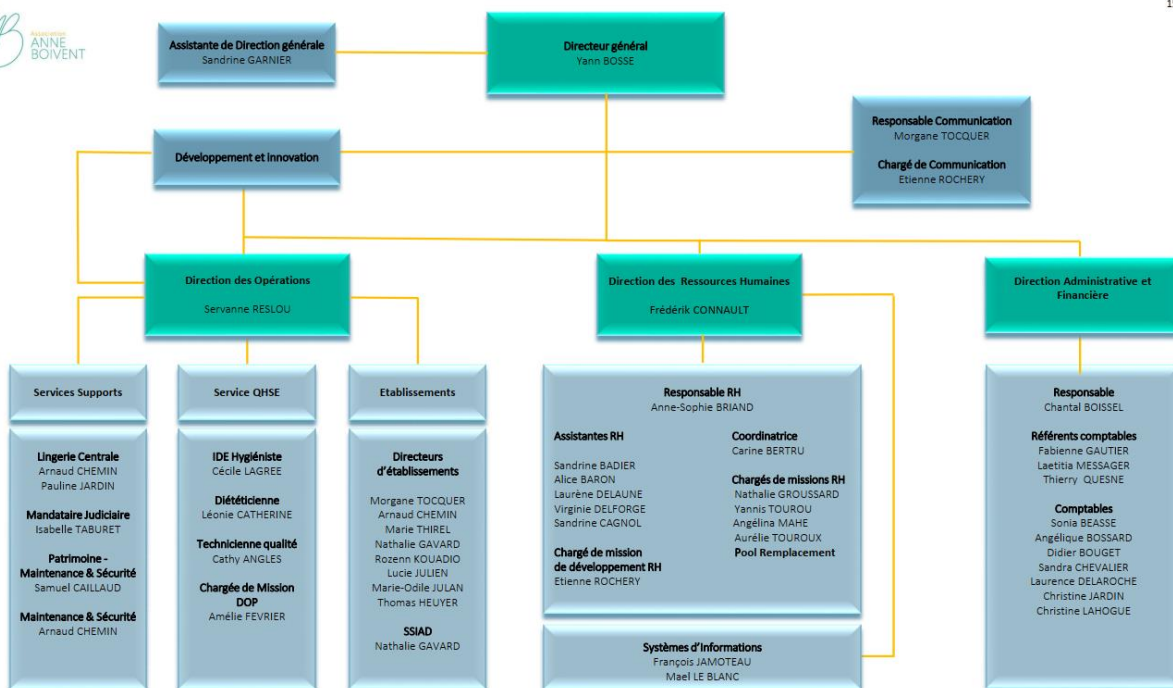 Association
ANNE
BOIVENT
Assistante de Direction générale
Sandrine GARNIER
Directeur général
Yann BOSSE
Responsable Communication
Morgane TOCQUER
Chargé de Communication
Etienne ROCHERY
Développement et innovation
Direction des Opérations
Servanne RESLOU
Direction des Ressources Humaines
Frédérik CONNAULT
Direction Administrative et
Financière
Services Supports
Lingerie Centrale
Arnaud CHEMIN
Pauline JARDIN
Mandataire Judiciaire
Isabelle TABURET
Patrimoine -
Maintenance & Sécurité
Samuel CAILLAUD
Maintenance & Sécurité
Arnaud CHEMIN
Service QHSE
IDE Hygiéniste
Cécile LAGREE
Diététicienne
Léonie CATHERINE
Technicienne qualité
Cathy ANGLES
Chargée de Mission
DOP
Amélie FEVRIER
Etablissements
Directeurs
d'établissements
Morgane TOCQUER
Arnaud CHEMIN
Marie THIREL
Nathalie GAVARD
Rozenn KOUADIO
Lucie JULIEN
Marie-Odile JULAN
Thomas HEUYER
SSIAD
Nathalie GAVARD
Responsable RH
Anne-Sophie BRIAND
Assistantes RH
Sandrine BADIER
Alice BARON
Laurène DELAUNE
Virginie DELFORGE
Sandrine CAGNOL
Chargé de mission
de développement RH
Etienne ROCHERY
Coordinatrice
Carine BERTRU
Chargés de missions RH
Nathalie GROUSSARD
Yannis TOUROU
Angélina MAHE
Aurélie TOUROUX
Pool Remplacement
Systèmes d'Informations
François JAMOTEAU
Mael LE BLANC
Responsable
Chantal BOISSEL
Référents comptables
Fabienne GAUTIER
Laetitia MESSAGER
Thierry QUESNE
Comptables
Sonia BEASSE
Angélique BOSSARD
Didier BOUGET
Sandra CHEVALIER
Laurence DELAROCHE
Christine JARDIN
Christine LAHOGUE